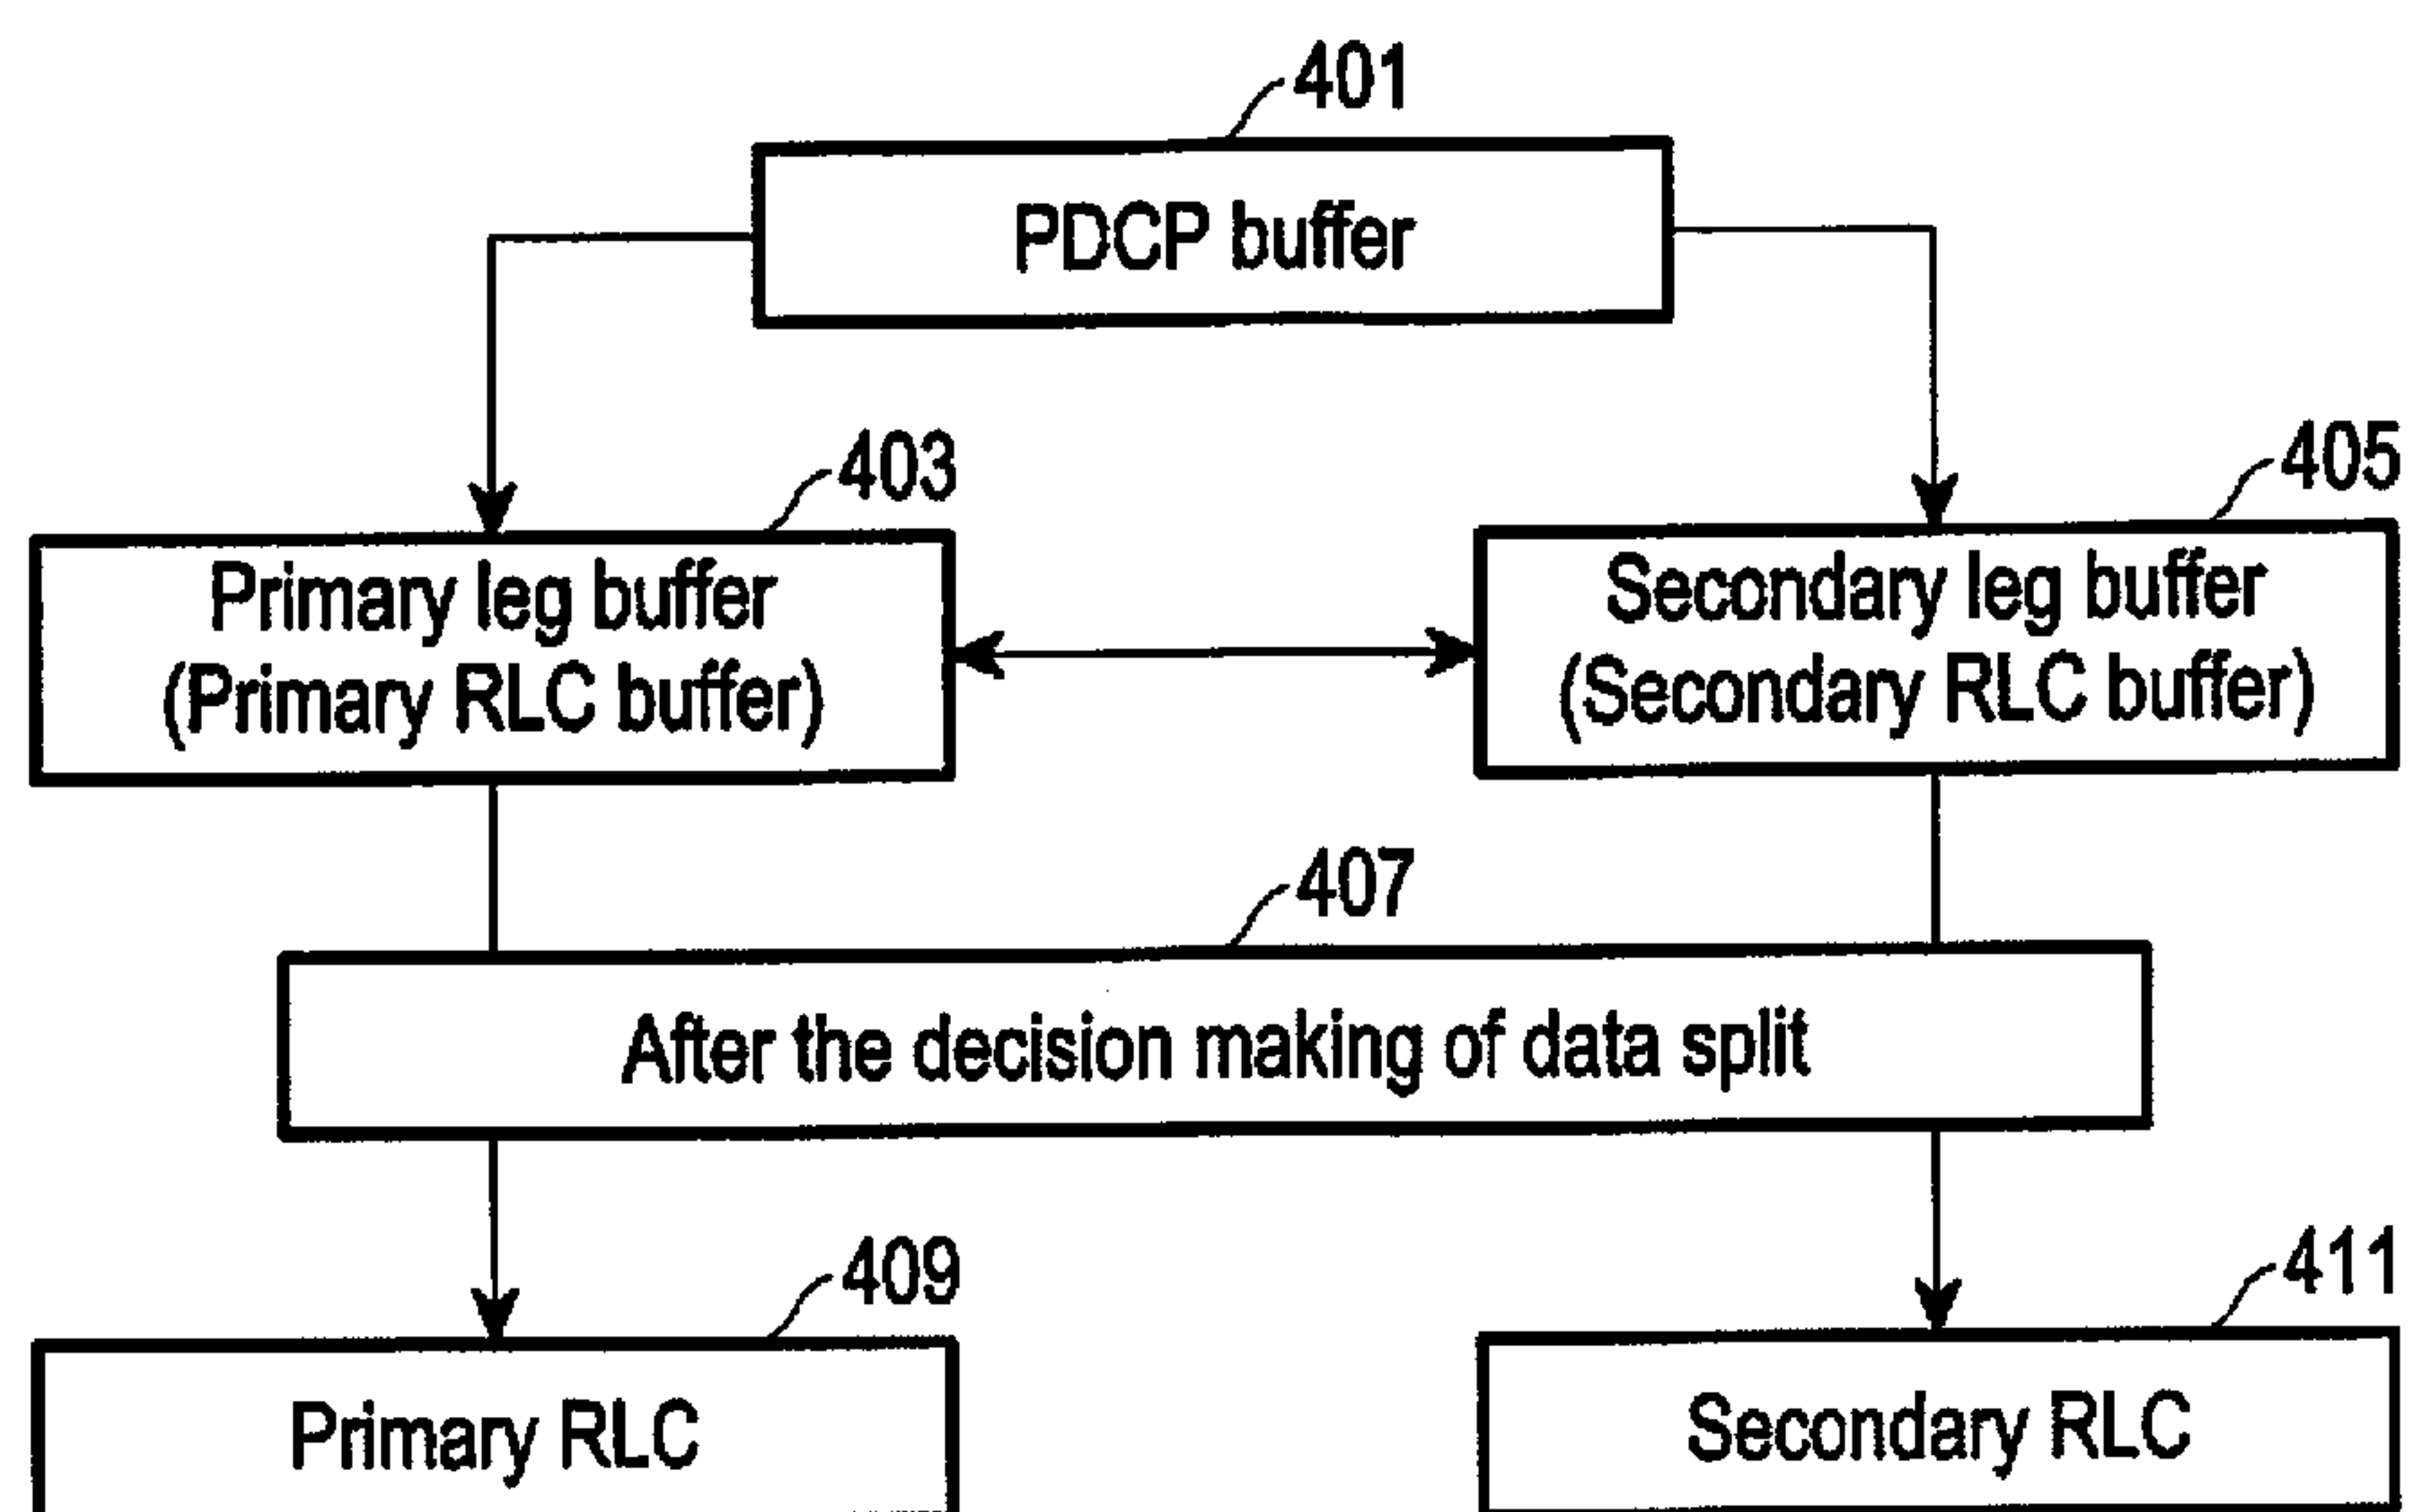 401
PDCP buffer
403
405
Primary leg buffer
(Primary RLC buffer)
Secondary leg buffer
(Secondary RLC buffer)
407
After the decision making of data split
409
411
Primary RLC
Secondary RLC